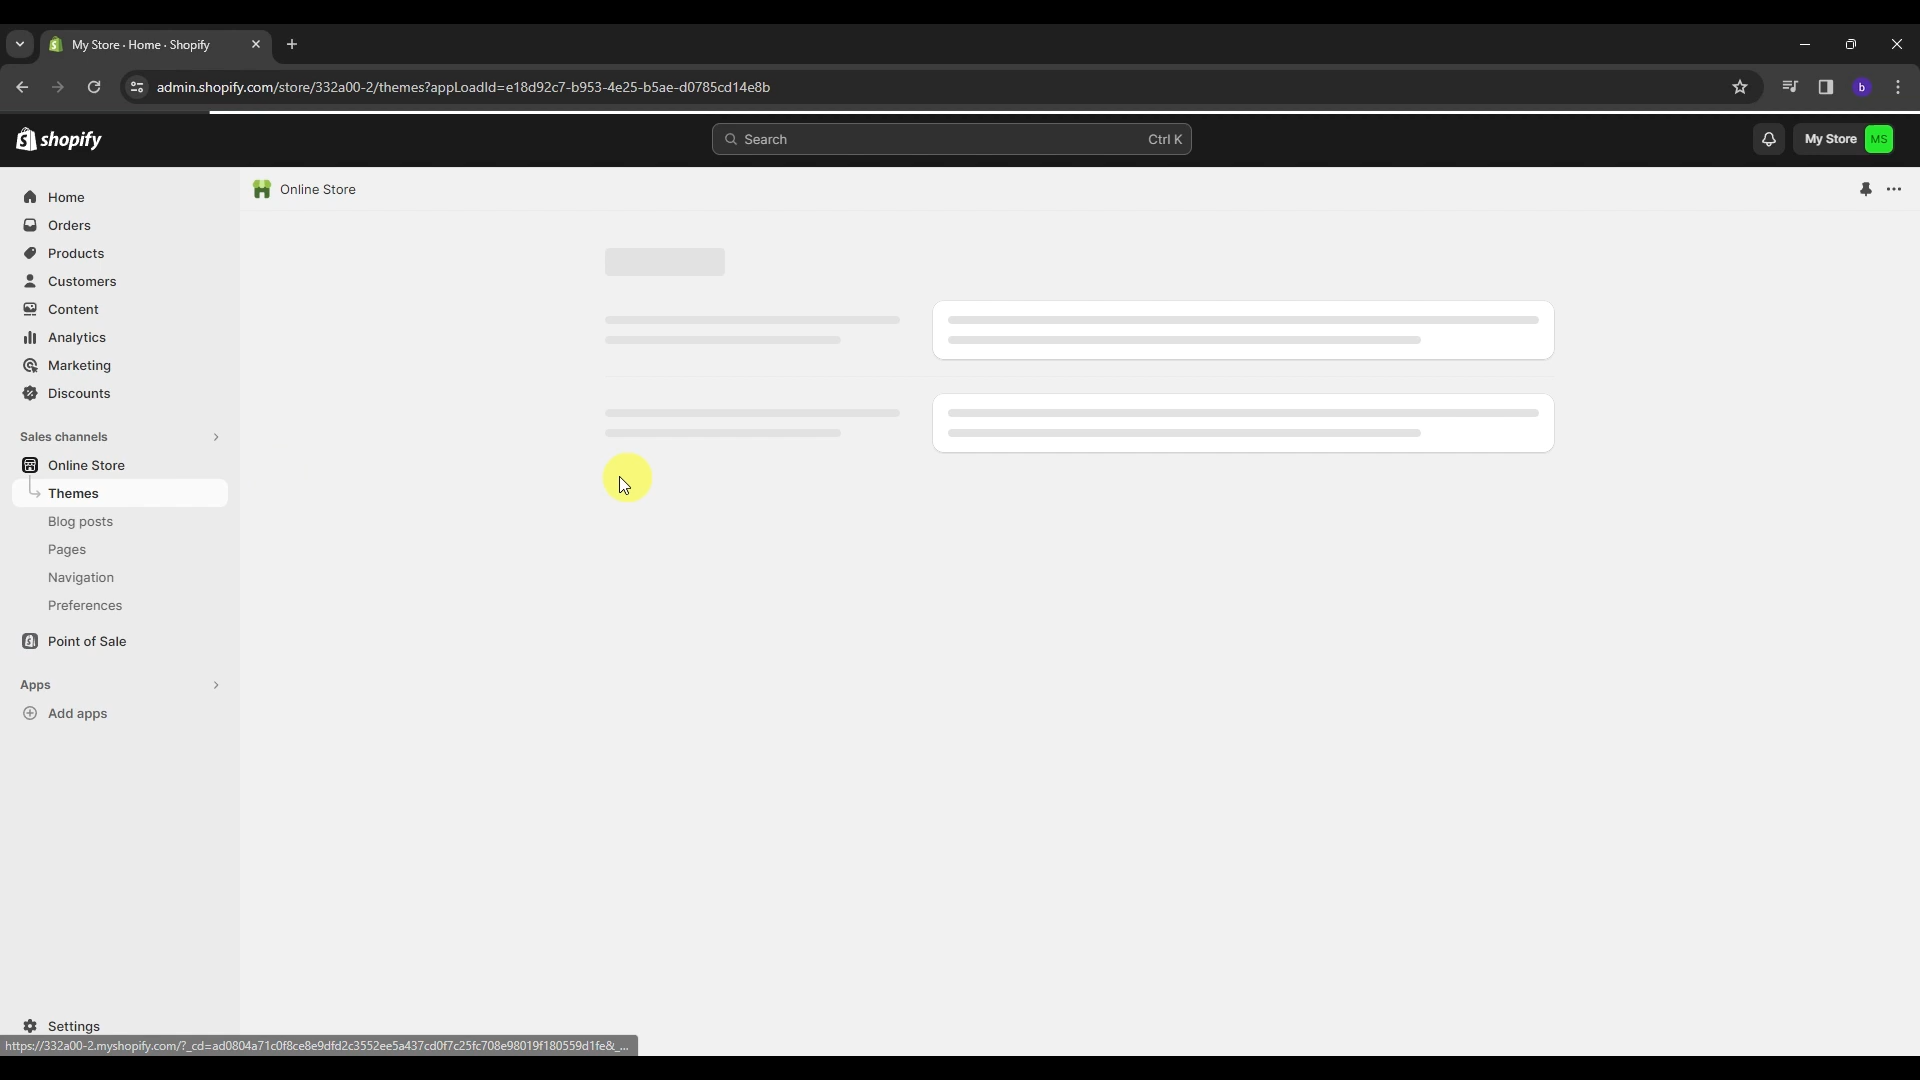 My Store · Home · Shopify
admin.shopify.com/store/332a00-2/themes?appLoadId=e18d92c7-b953-4e25-b5ae-d0785cd14e8b
b
shopify
Search
Ctrl K
My Store
MS
Home
Orders
Products
Customers
Content
Analytics
Marketing
Discounts
Sales channels
Online Store
Themes
Blog posts
Pages
Navigation
Preferences
Point of Sale
Apps
Add apps
Settings
Online Store
https://332a00-2.myshopify.com/?_cd=ad0804a71c0f8ce8e9dfd2c3552ee5a437cd0f7c25fc708e98019f180559d1fe&_...